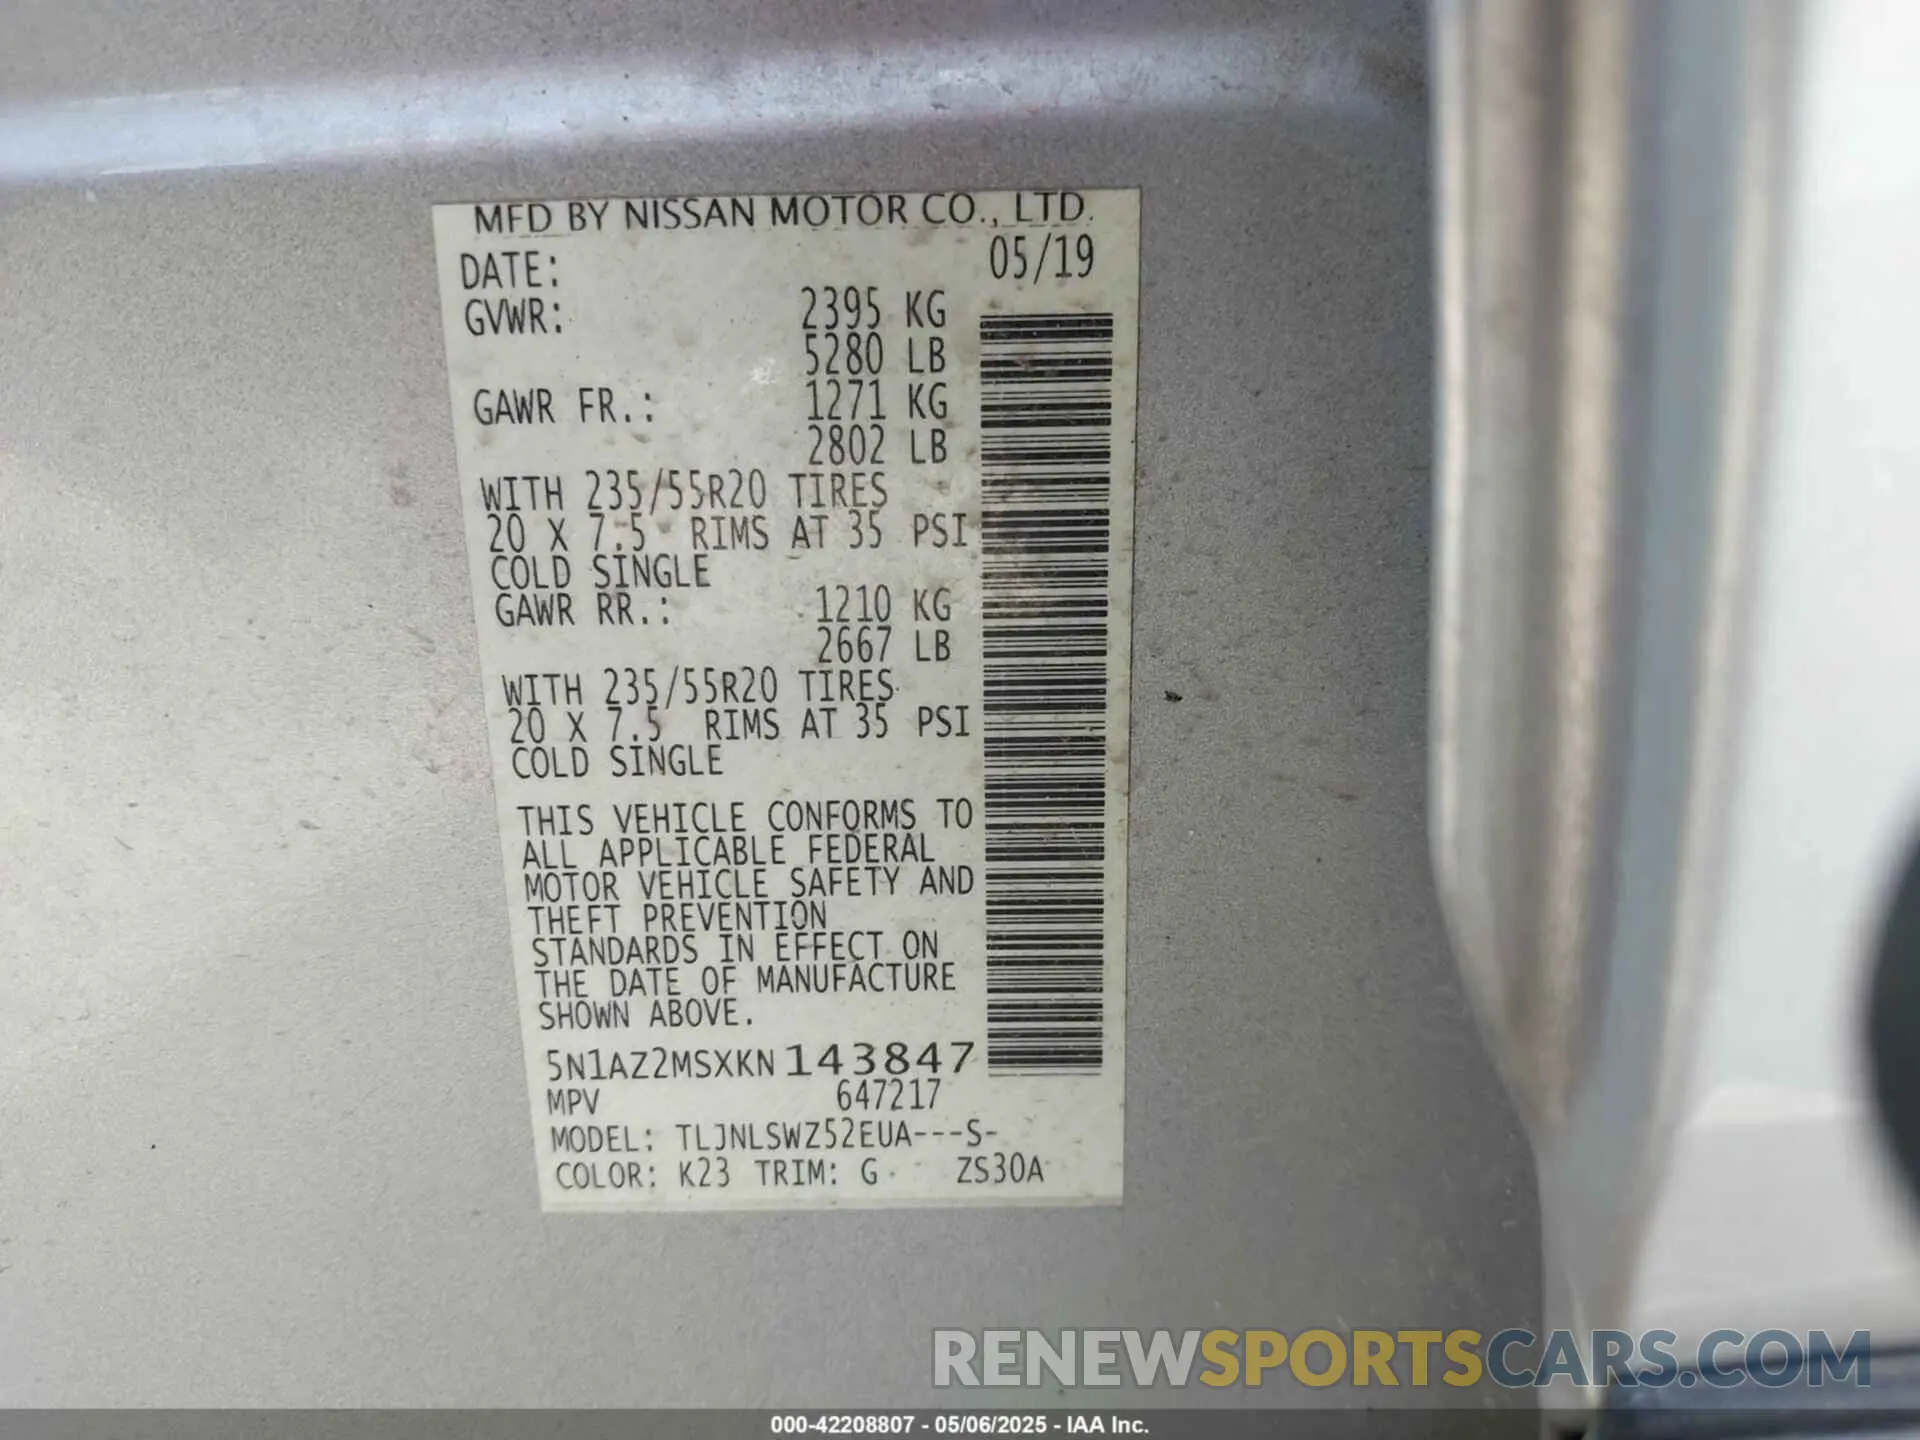 MFD BY NISSAN MOTOR CO., LTD.
DATE: 05/19
GVWR: 2395 KG
5280 LB
GAWR FR.: 1271 KG
2802 LB
WITH 235/55R20 TIRES
20 X 7.5 RIMS AT 35 PSI
COLD SINGLE
GAWR RR.: 1210 KG
2667 LB
WITH 235/55R20 TIRES
20 X 7.5 RIMS AT 35 PSI
COLD SINGLE
THIS VEHICLE CONFORMS TO
ALL APPLICABLE FEDERAL
MOTOR VEHICLE SAFETY AND
THEFT PREVENTION
STANDARDS IN EFFECT ON
THE DATE OF MANUFACTURE
SHOWN ABOVE.
5N1AZ2MSXKN143847
MPV 647217
MODEL: TLJNLSWZ52EUA---S-
COLOR: K23 TRIM: G ZS30A
RENEWSPORTSCARS.COM
000-42208807 - 05/06/2025 - IAA Inc.